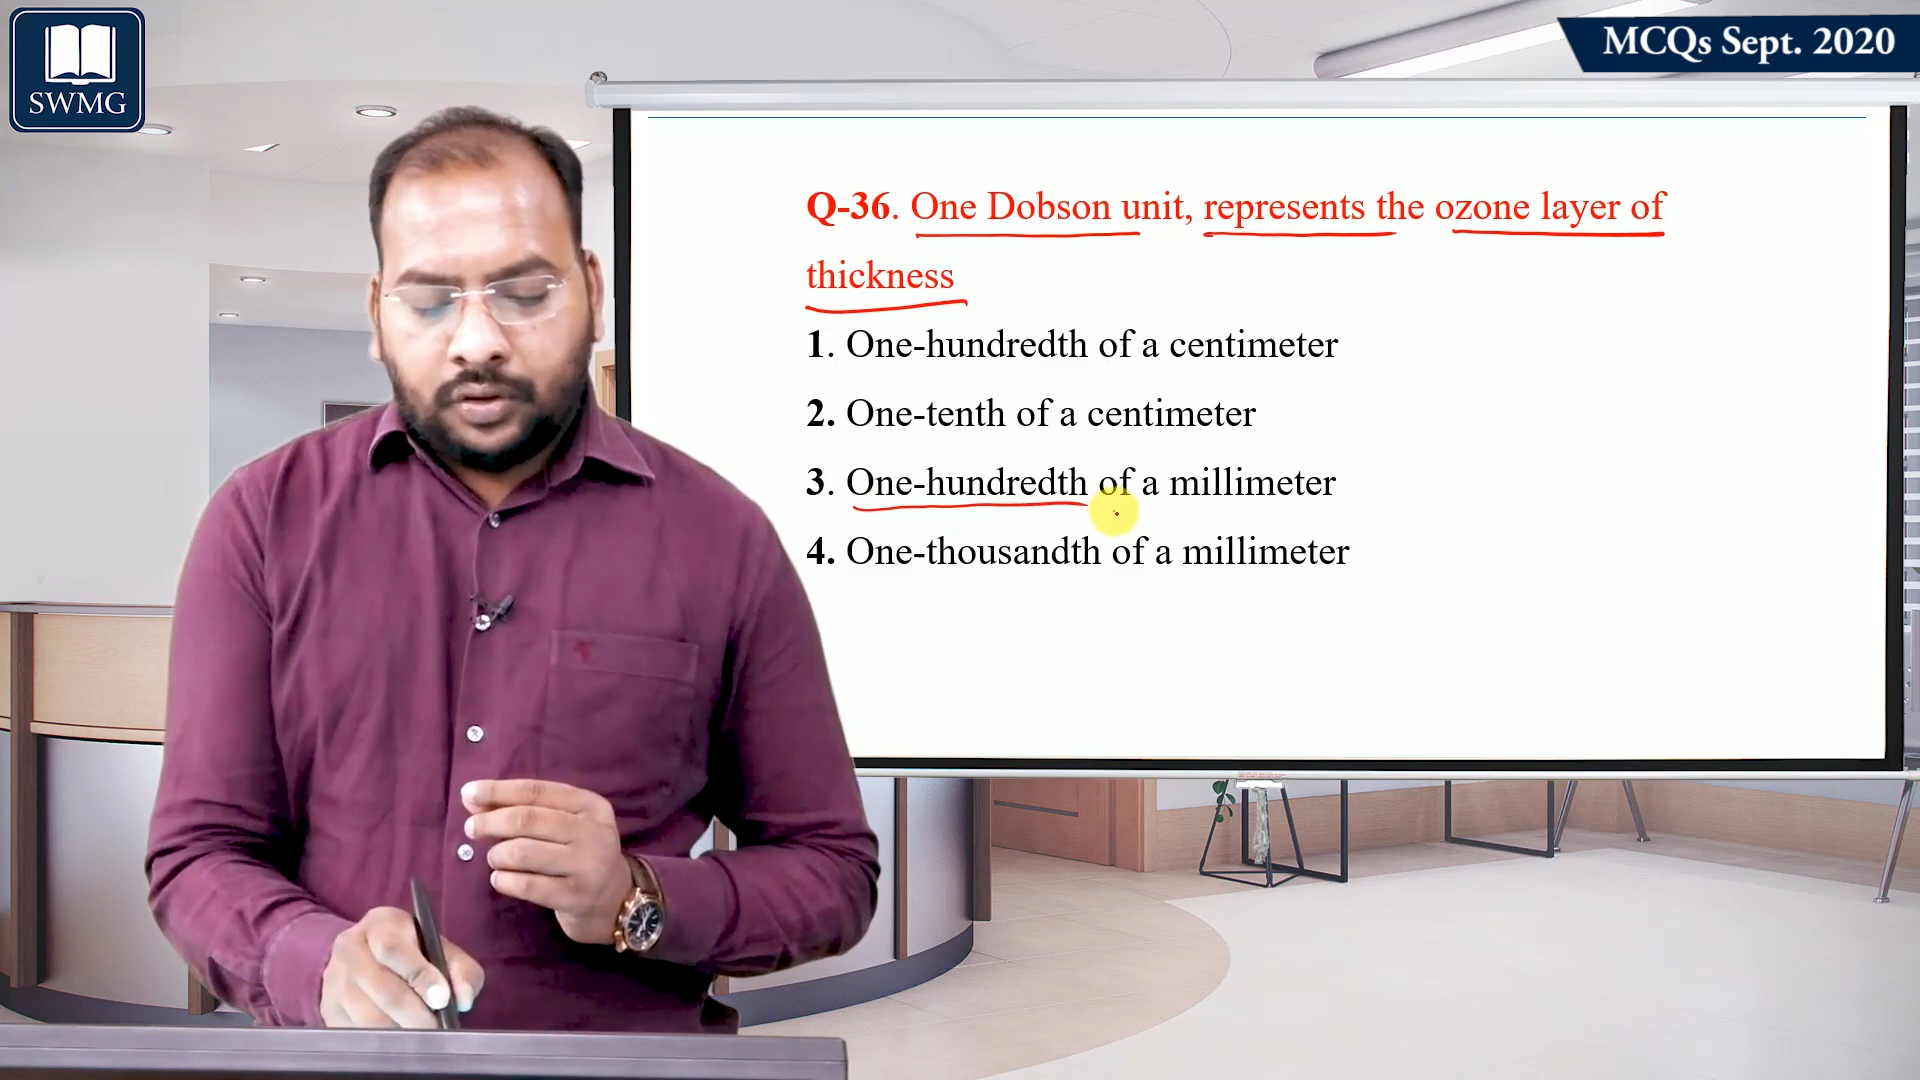 SWMG
MCQs Sept. 2020
Q-36. One Dobson unit, represents the ozone layer of
thickness
1. One-hundredth of a centimeter
2. One-tenth of a centimeter
3. One-hundredth of a millimeter
4. One-thousandth of a millimeter